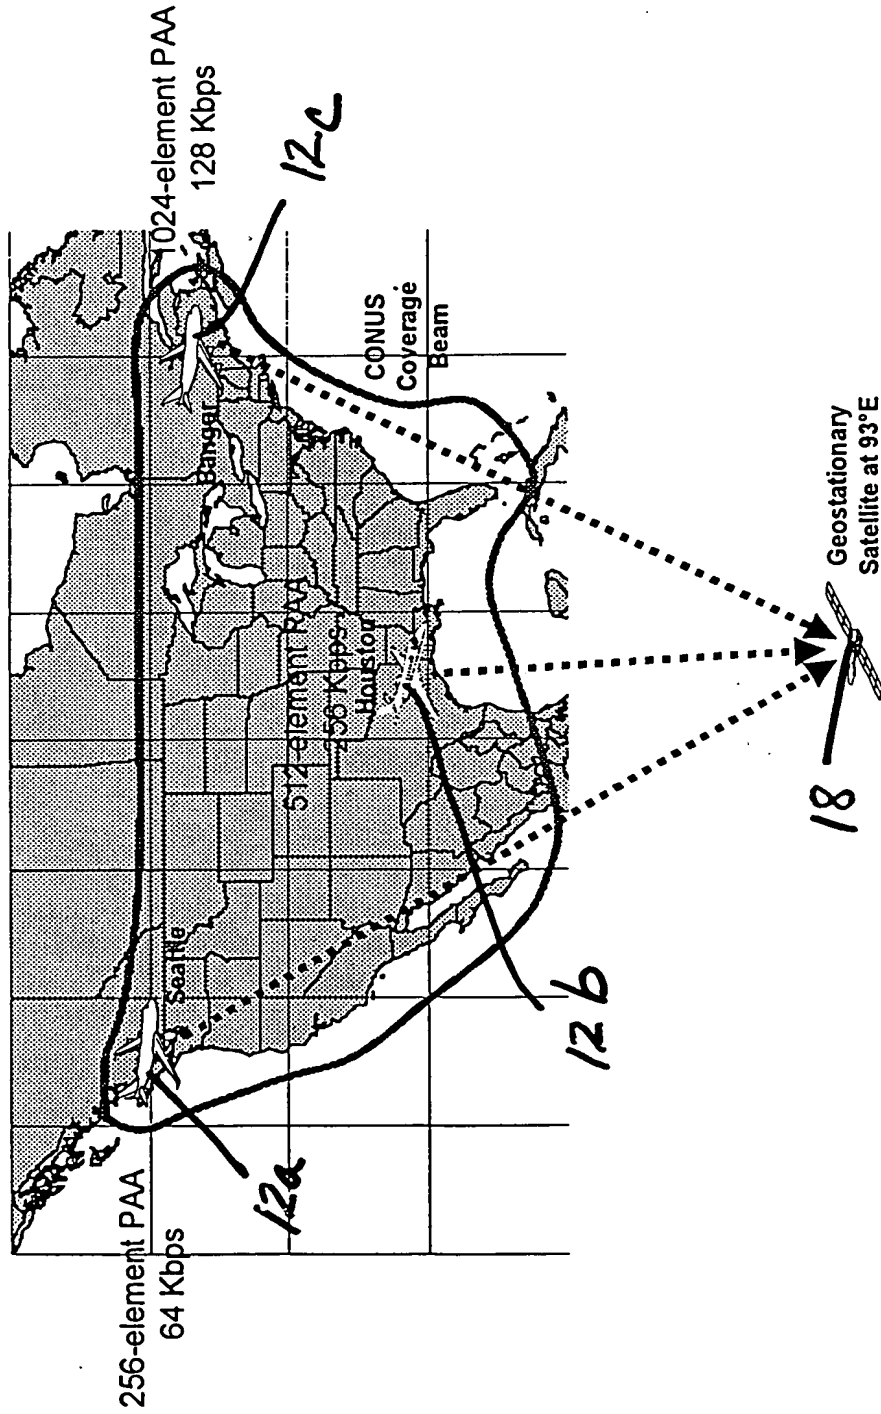 256-element PAA
64 Kbps
12a
Seattle
512-element PAA
256 Kbps
Houston
12b
Bangor
1024-element PAA
128 Kbps
12c
CONUS
Coverage
Beam
18
Geostationary
Satellite at 93°E